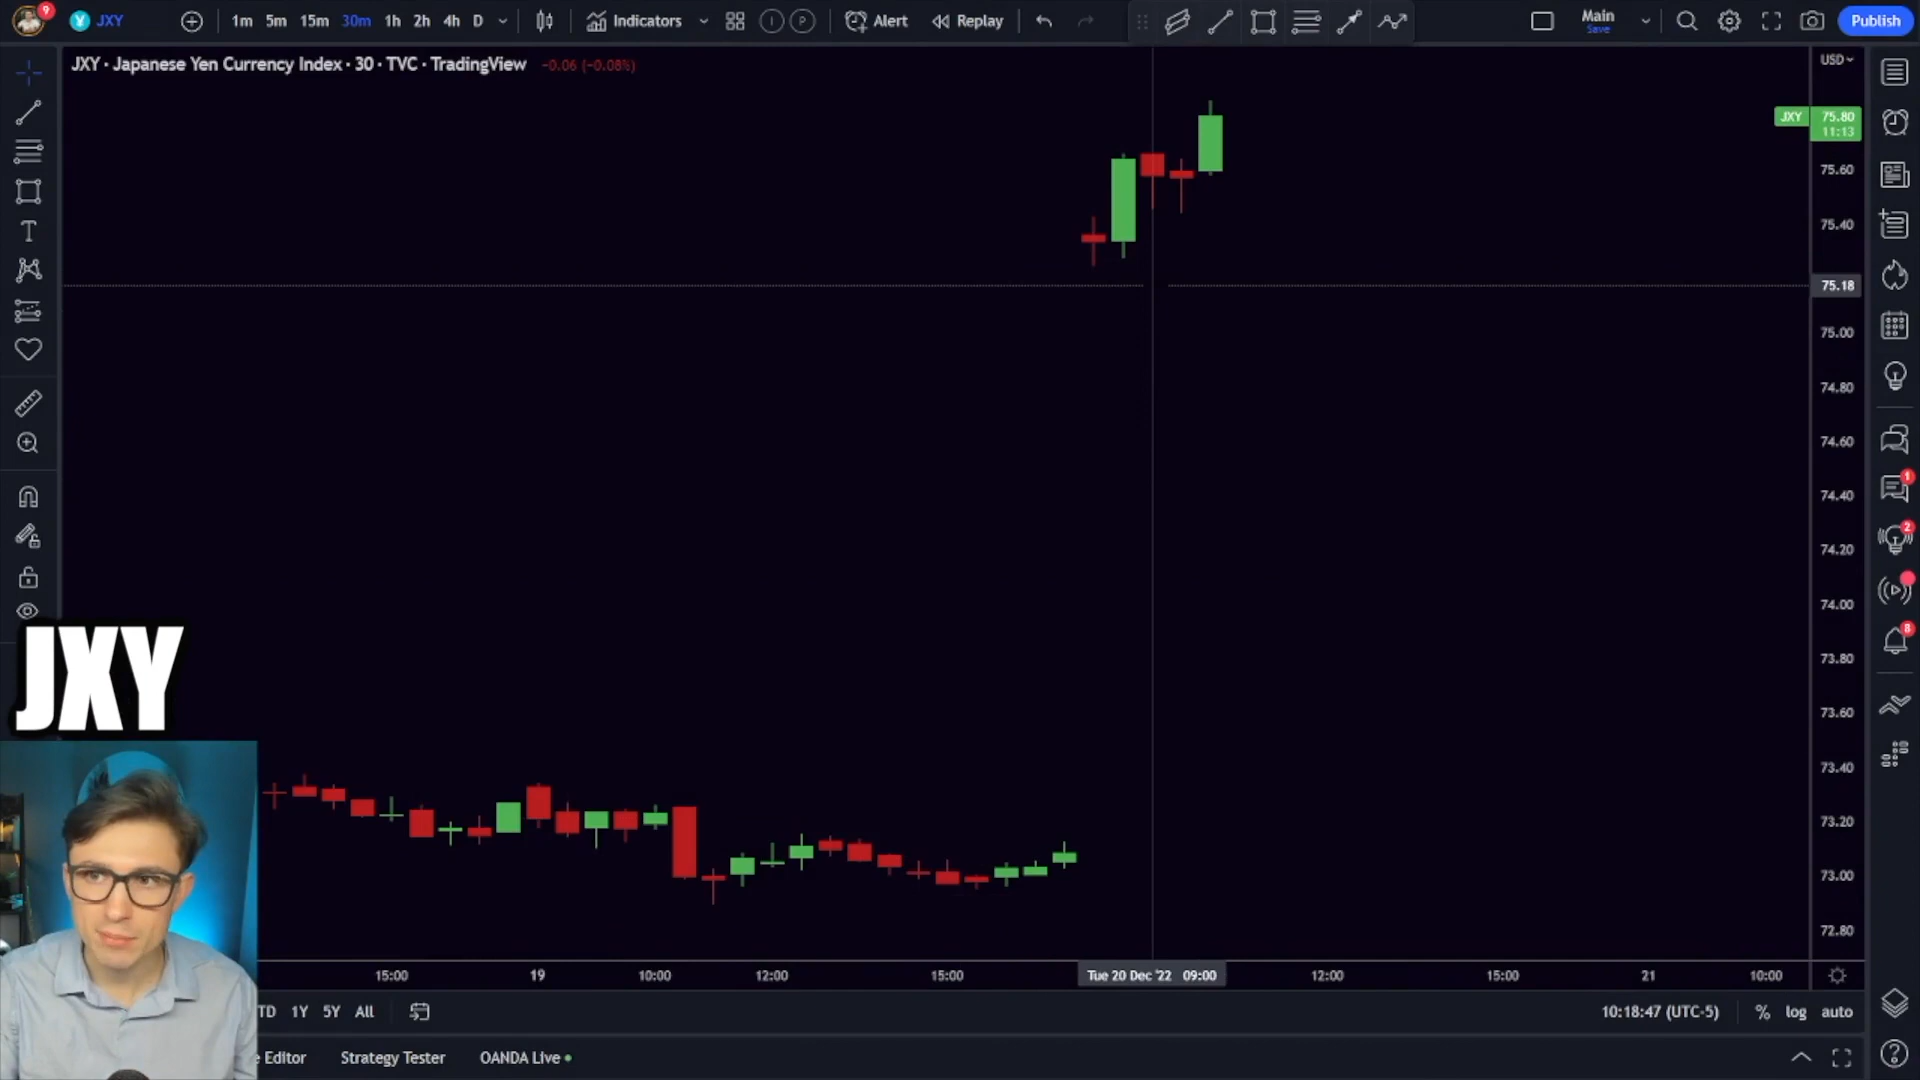 9
JXY
1m 5m 15m 30m 1h 2h 4h D
Indicators
I P
Alert
Replay
Main
Save
Publish
JXY · Japanese Yen Currency Index · 30 · TVC · TradingView −0.06 (−0.08%)
USD
JXY 75.80
11:13
75.60
75.40
75.18
75.00
74.80
74.60
74.40
1
74.20
2
74.00
8
73.80
73.60
73.40
73.20
73.00
72.80
T
JXY
15:00 19 10:00 12:00 15:00 Tue 20 Dec '22 09:00 12:00 15:00 21 10:00
TD 1Y 5Y All
10:18:47 (UTC-5) % log auto
e Editor Strategy Tester OANDA Live